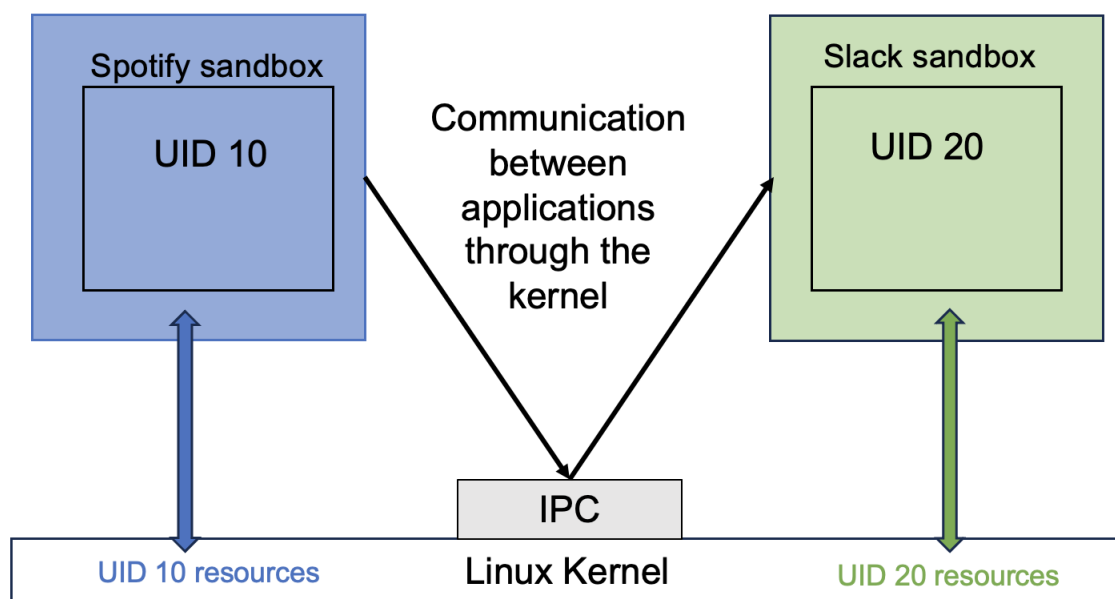 Spotify sandbox
UID 10
Communication
between
applications
through the
kernel
Slack sandbox
UID 20
IPC
UID 10 resources
Linux Kernel
UID 20 resources